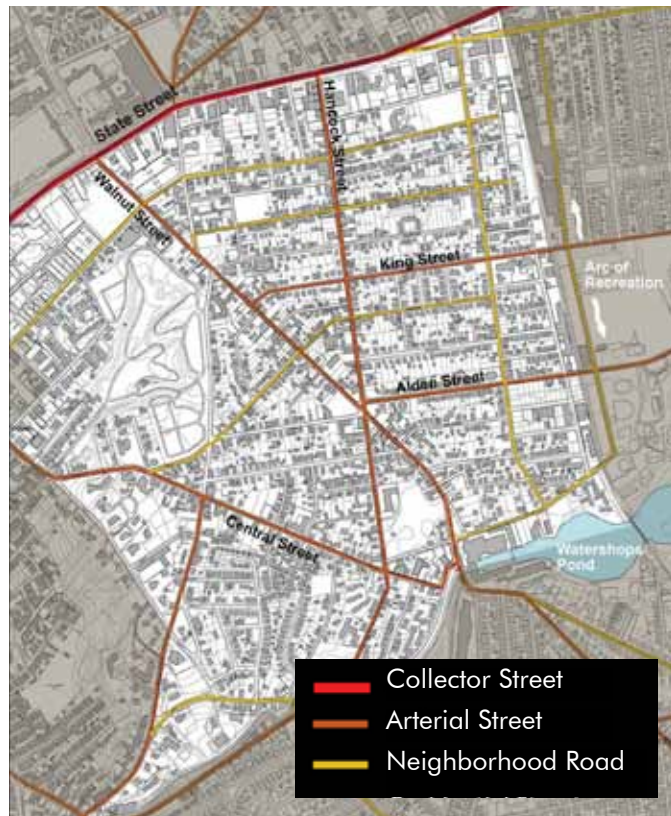 State Street
Hancock Street
Walnut Street
King Street
Arc of
Recreation
Alden Street
Central Street
Watershops
Pond
Collector Street
Arterial Street
Neighborhood Road